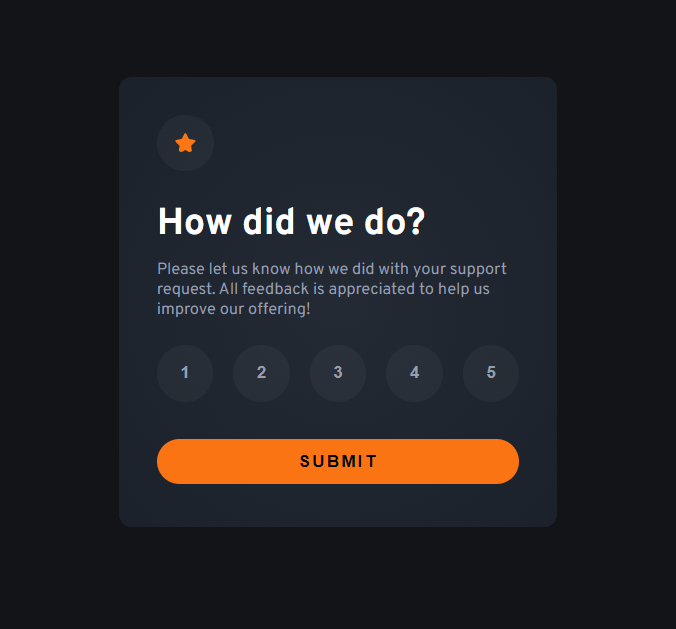 How did we do?
Please let us know how we did with your support
request. All feedback is appreciated to help us
improve our offering!
1 2 3 4 5
SUBMIT